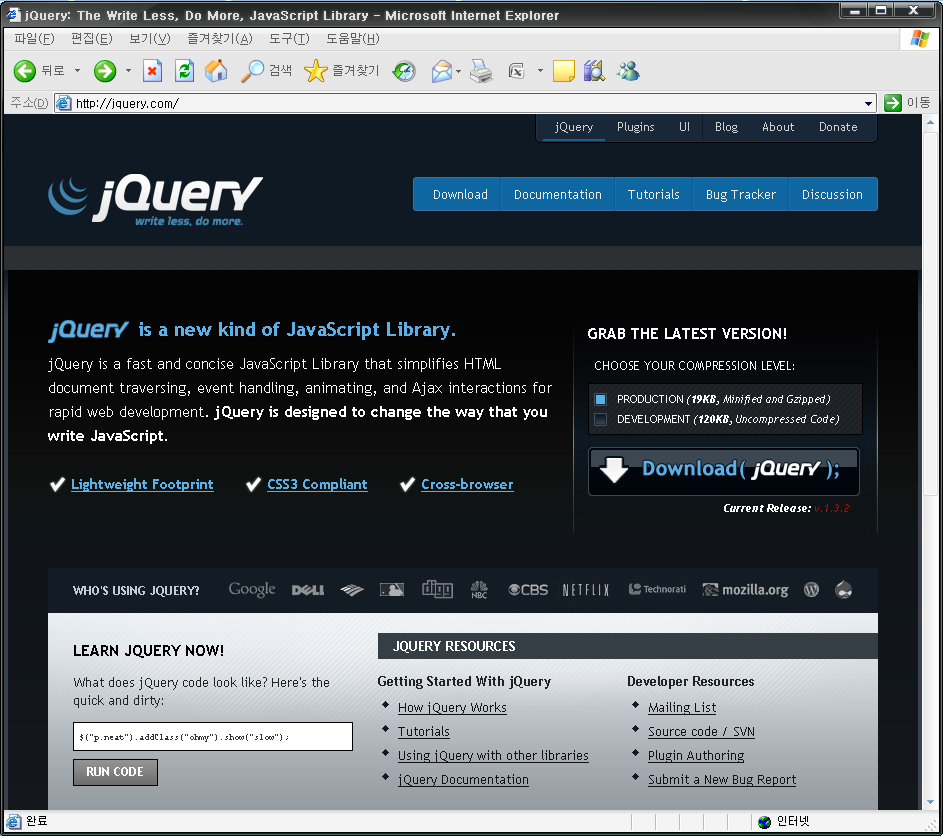 jQuery: The Write Less, Do More, JavaScript Library - Microsoft Internet Explorer
파일(F) 편집(E) 보기(V) 즐겨찾기(A) 도구(T) 도움말(H)
뒤로 검색 즐겨찾기
주소(D) http://jquery.com/ 이동
jQuery Plugins UI Blog About Donate
jQuery
write less, do more.
Download Documentation Tutorials Bug Tracker Discussion
jQuery is a new kind of JavaScript Library.
jQuery is a fast and concise JavaScript Library that simplifies HTML
document traversing, event handling, animating, and Ajax interactions for
rapid web development. jQuery is designed to change the way that you
write JavaScript.
Lightweight Footprint CSS3 Compliant Cross-browser
GRAB THE LATEST VERSION!
CHOOSE YOUR COMPRESSION LEVEL:
PRODUCTION (19KB, Minified and Gzipped)
DEVELOPMENT (120KB, Uncompressed Code)
Download( jQuery );
Current Release: v.1.3.2
WHO'S USING JQUERY? Google DELL NBC CBS NETFLIX Technorati mozilla.org
LEARN JQUERY NOW!
What does jQuery code look like? Here's the
quick and dirty:
$("p.neat").addClass("ohmy").show("slow");
RUN CODE
JQUERY RESOURCES
Getting Started With jQuery
How jQuery Works
Tutorials
Using jQuery with other libraries
jQuery Documentation
Developer Resources
Mailing List
Source code / SVN
Plugin Authoring
Submit a New Bug Report
완료 인터넷